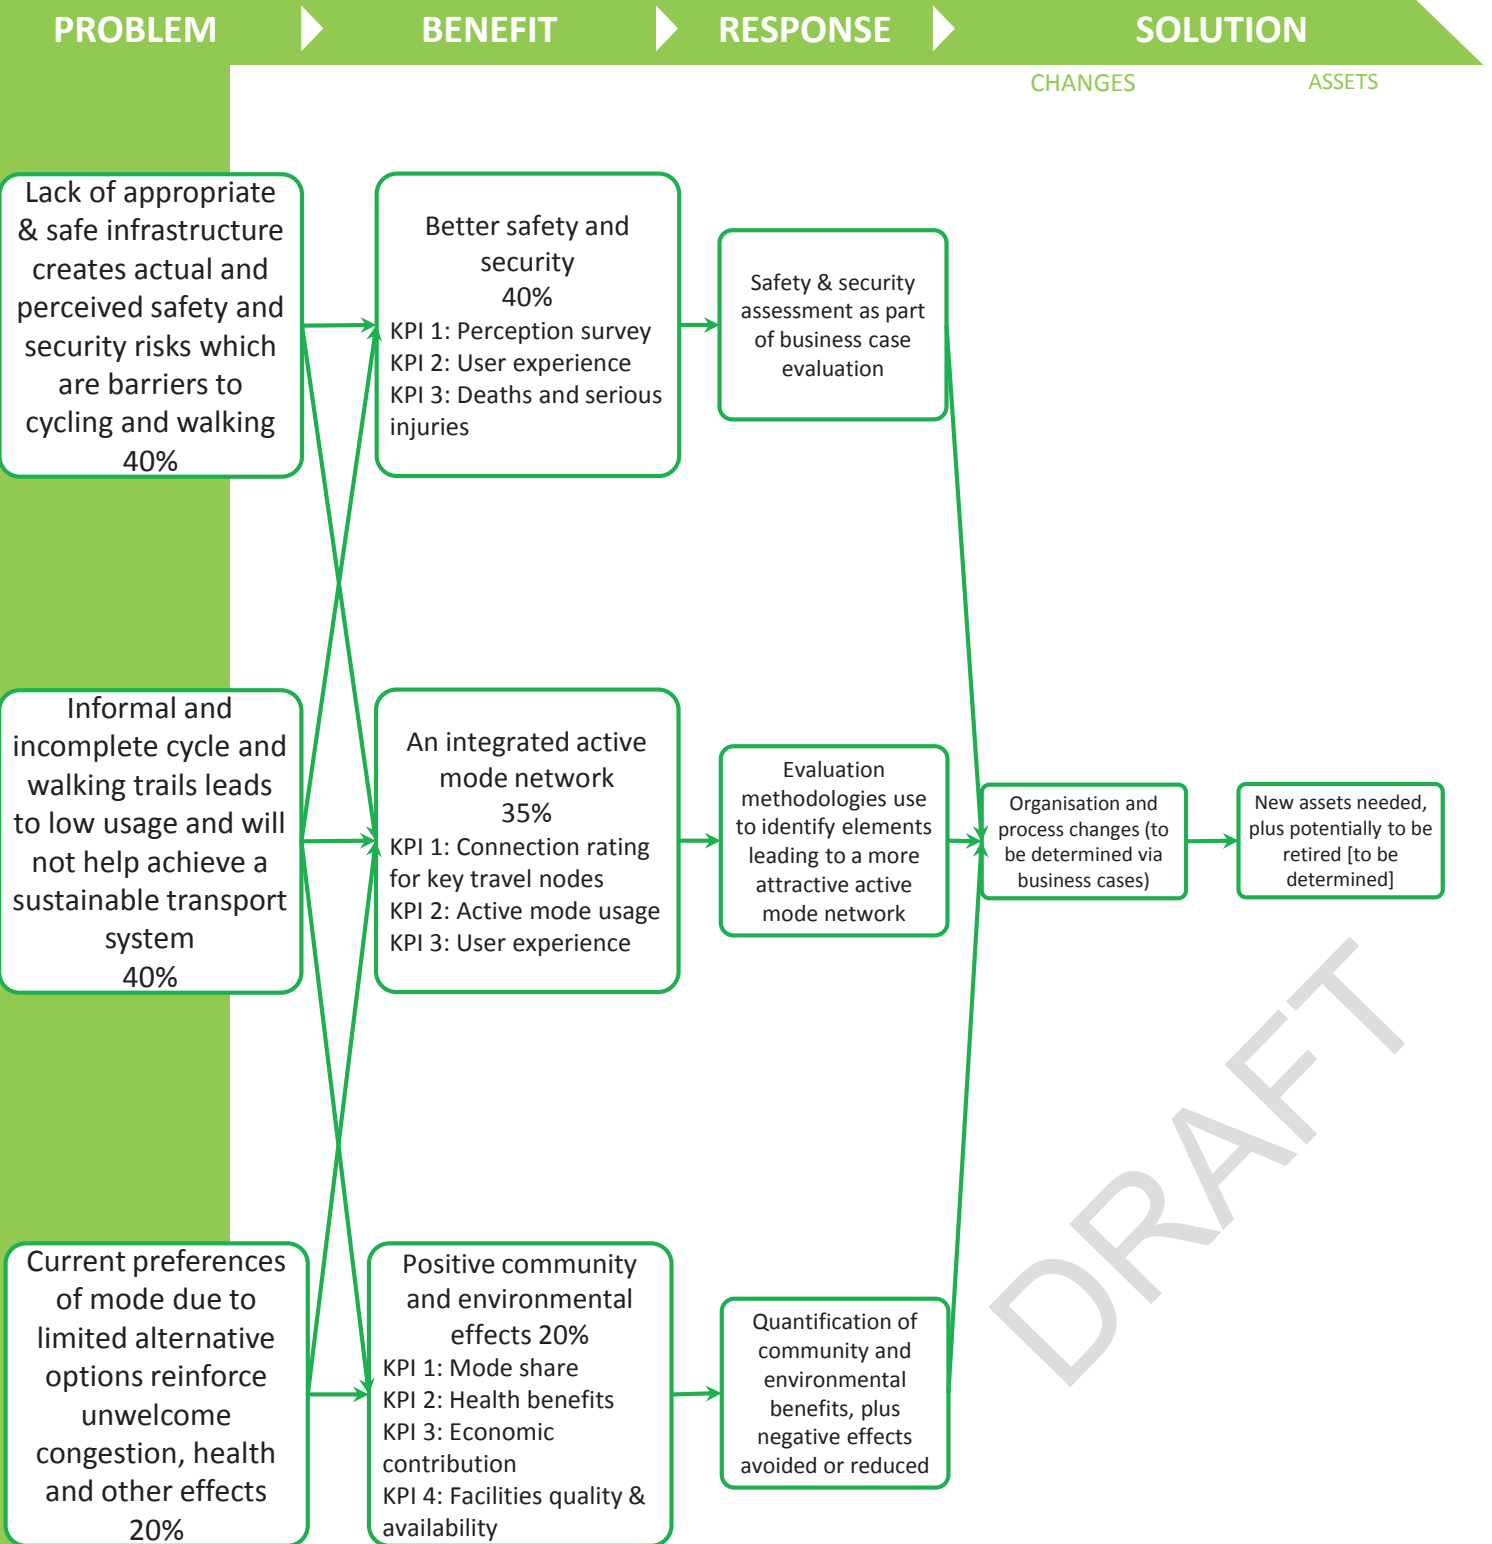 PROBLEM
BENEFIT
RESPONSE
SOLUTION
CHANGES
ASSETS
Lack of appropriate
& safe infrastructure
creates actual and
perceived safety and
security risks which
are barriers to
cycling and walking
40%
Better safety and
security
40%
KPI 1: Perception survey
KPI 2: User experience
KPI 3: Deaths and serious
injuries
Safety & security
assessment as part
of business case
evaluation
Informal and
incomplete cycle and
walking trails leads
to low usage and will
not help achieve a
sustainable transport
system
40%
An integrated active
mode network
35%
KPI 1: Connection rating
for key travel nodes
KPI 2: Active mode usage
KPI 3: User experience
Evaluation
methodologies use
to identify elements
leading to a more
attractive active
mode network
Organisation and
process changes (to
be determined via
business cases)
New assets needed,
plus potentially to be
retired [to be
determined]
Current preferences
of mode due to
limited alternative
options reinforce
unwelcome
congestion, health
and other effects
20%
Positive community
and environmental
effects 20%
KPI 1: Mode share
KPI 2: Health benefits
KPI 3: Economic
contribution
KPI 4: Facilities quality &
availability
Quantification of
community and
environmental
benefits, plus
negative effects
avoided or reduced
DRAFT